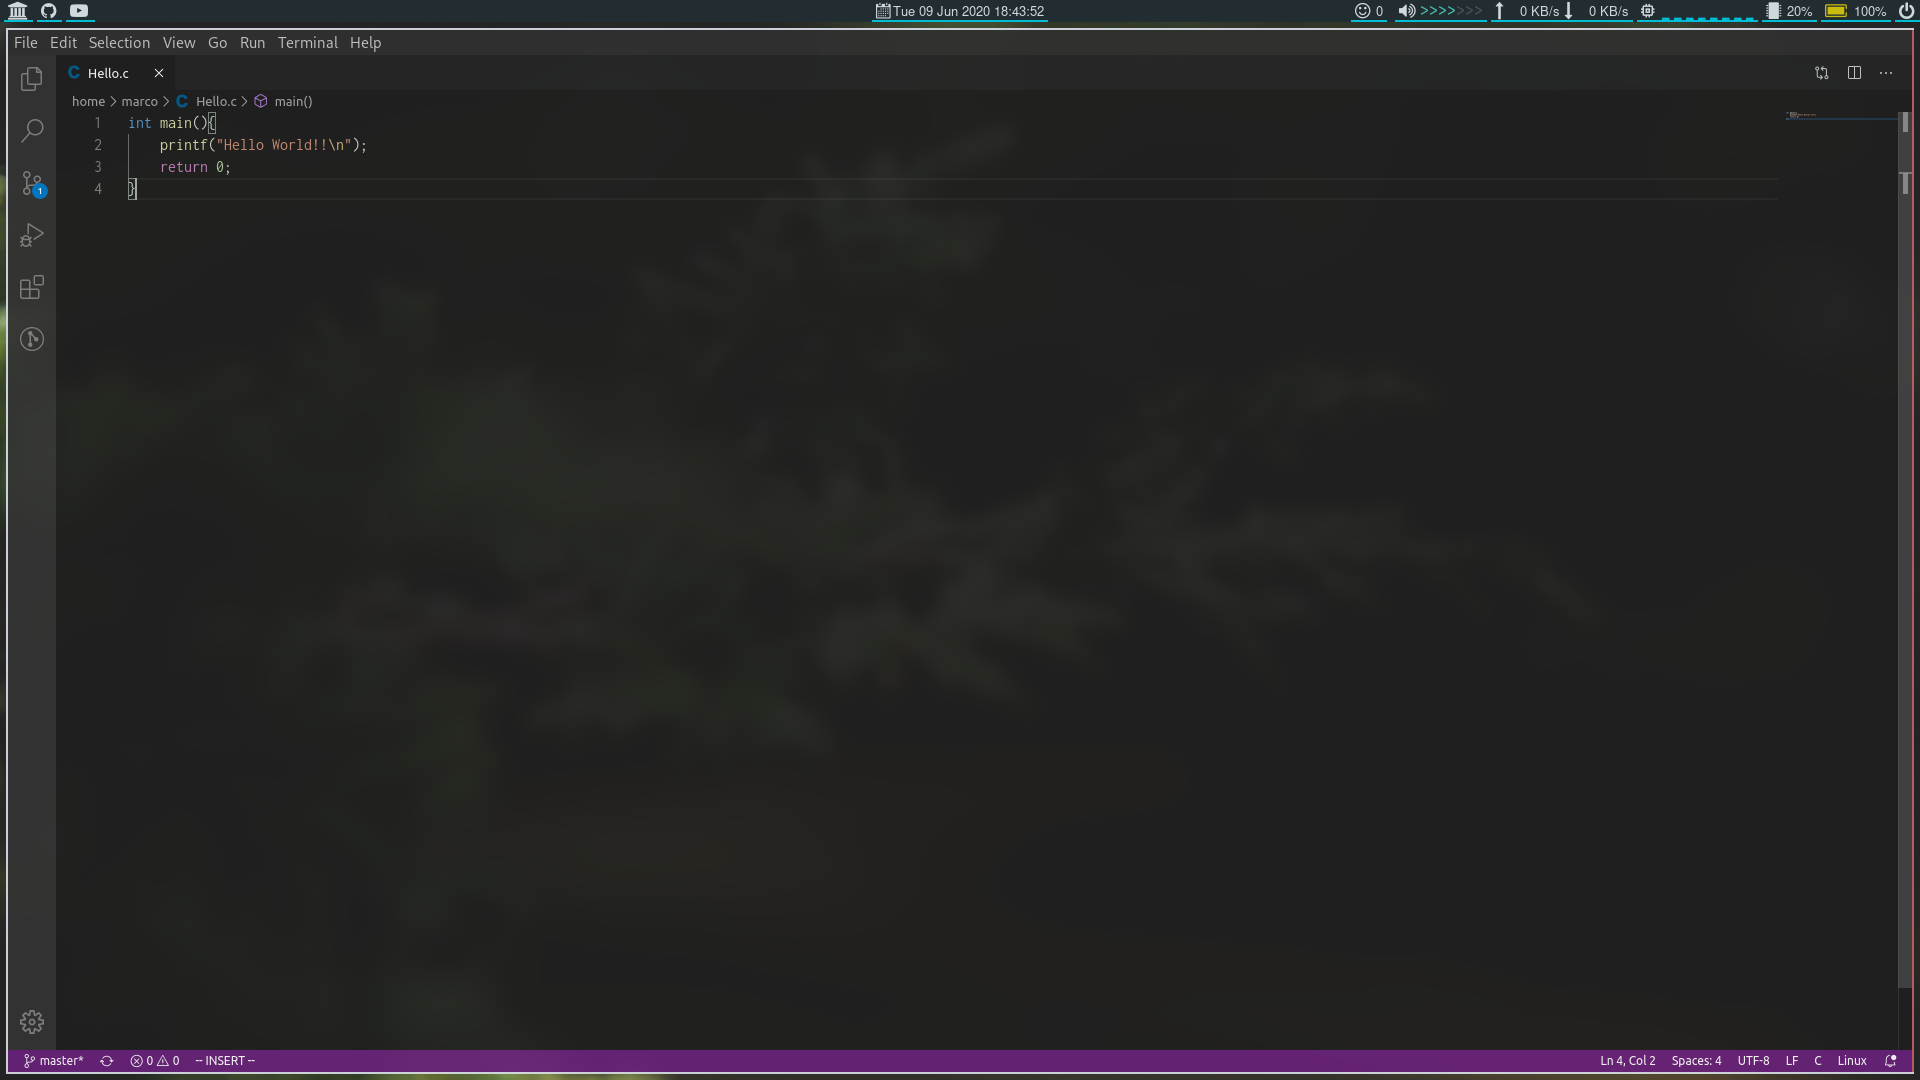 Tue 09 Jun 2020 18:43:52
0
>>>>>>>>
0 KB/s
0 KB/s
20%
100%
File Edit Selection View Go Run Terminal Help
C Hello.c
home > marco > C Hello.c > main()
1 int main(){
2 printf("Hello World!!\n");
3 return 0;
4 }
1
master*
0 0
-- INSERT --
Ln 4, Col 2
Spaces: 4
UTF-8
LF
C
Linux